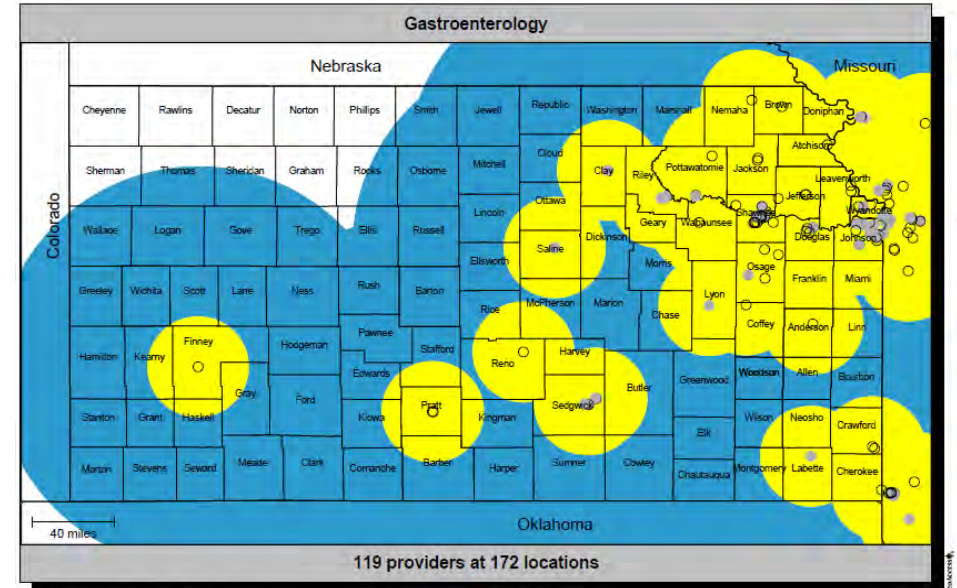 Gastroenterology
Nebraska
Missouri
Cheyenne Rawlins Decatur Norton Phillips Smith Jewell Republic Washington Marshall Nemaha Brown Doniphan
Atchison
Cloud
Sherman Thomas Sheridan Graham Rooks Osborne Mitchell Clay Riley Pottawatomie Jackson
Leavenworth
Jefferson
Colorado
Ottawa
Lincoln Geary Wabaunsee Shawnee Wyandotte
Wallace Logan Gove Trego Ellis Russell Dickinson Douglas Johnson
Saline
Ellsworth Morris Osage
Greeley Wichita Scott Lane Ness Rush Barton Lyon Franklin Miami
Rice McPherson Marion Chase
Coffey Anderson Linn
Pawnee
Hamilton Kearny Finney Hodgeman Stafford Reno Harvey
Edwards Greenwood Woodson Allen Bourbon
Gray Ford Butler
Stanton Grant Haskell Kiowa Pratt Kingman Sedgwick Wilson Neosho Crawford
Elk
Morton Stevens Seward Meade Clark Comanche Barber Harper Sumner Cowley Chautauqua Montgomery Labette Cherokee
Oklahoma
40 miles
119 providers at 172 locations